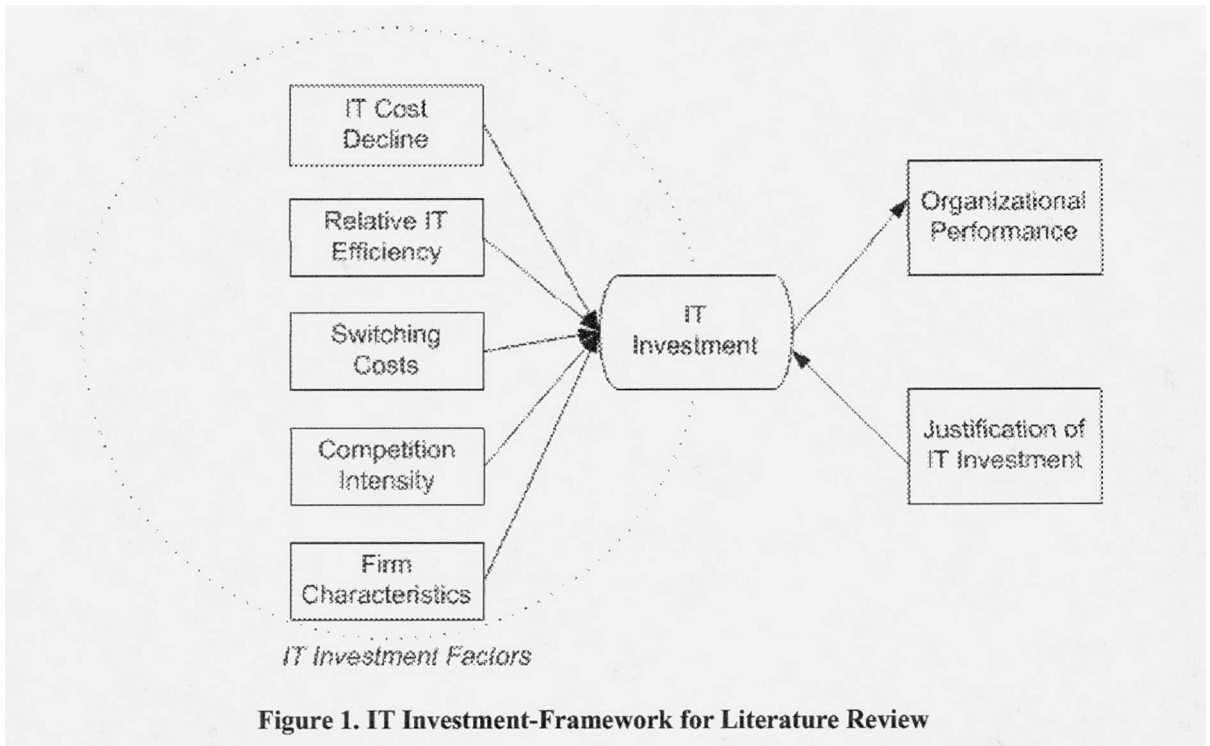 IT Cost
Decline
Relative IT
Efficiency
Switching
Costs
Competition
Intensity
Firm
Characteristics
IT Investment Factors
IT
Investment
Organizational
Performance
Justification of
IT Investment
Figure 1. IT Investment-Framework for Literature Review